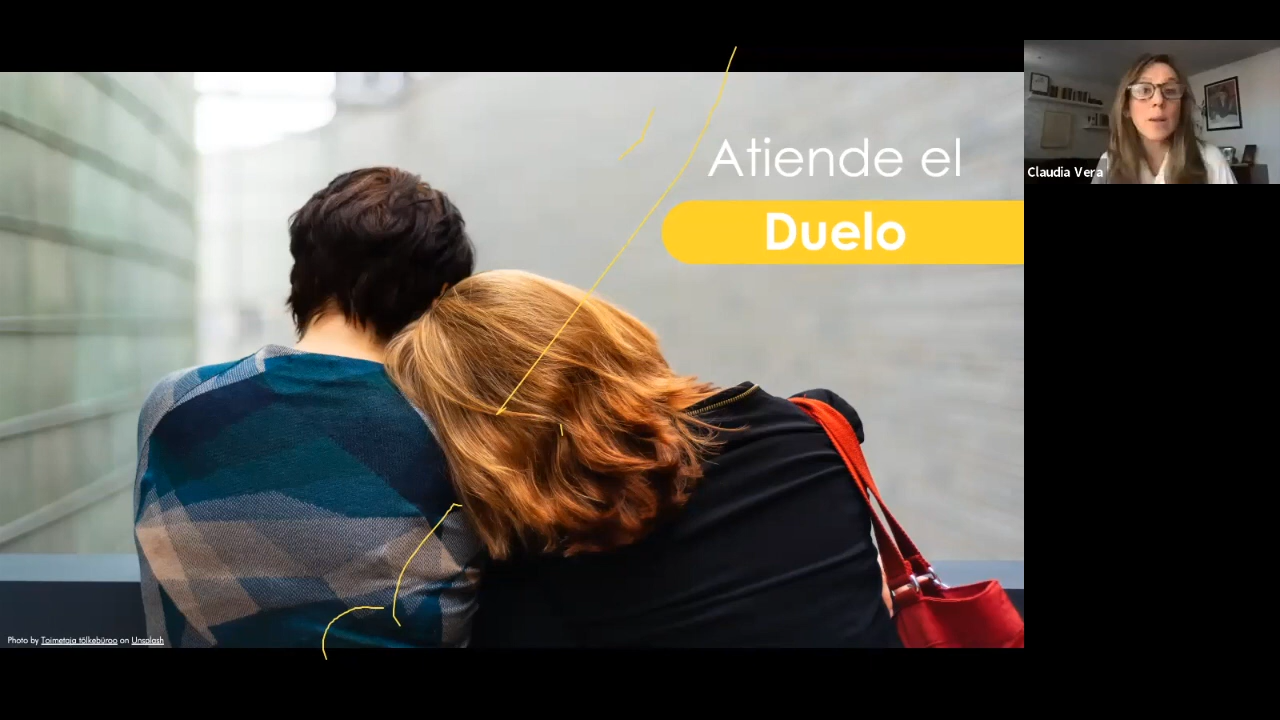 Atiende el
Duelo
Claudia Vera
Photo by Toimetaja tõlkebüroo on Unsplash